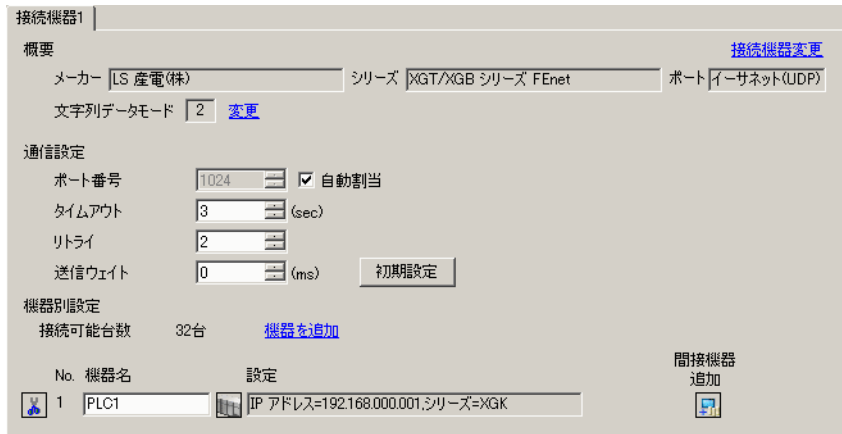 接続機器1
概要 接続機器変更
メーカー LS 産電(株) シリーズ XGT/XGB シリーズ FEnet ポート イーサネット(UDP)
文字列データモード 2 変更
通信設定
ポート番号 1024 自動割当
タイムアウト 3 (sec)
リトライ 2
送信ウェイト 0 (ms) 初期設定
機器別設定
接続可能台数 32台 機器を追加
間接機器
No. 機器名 設定 追加
1 PLC1 IP アドレス=192.168.000.001,シリーズ=XGK